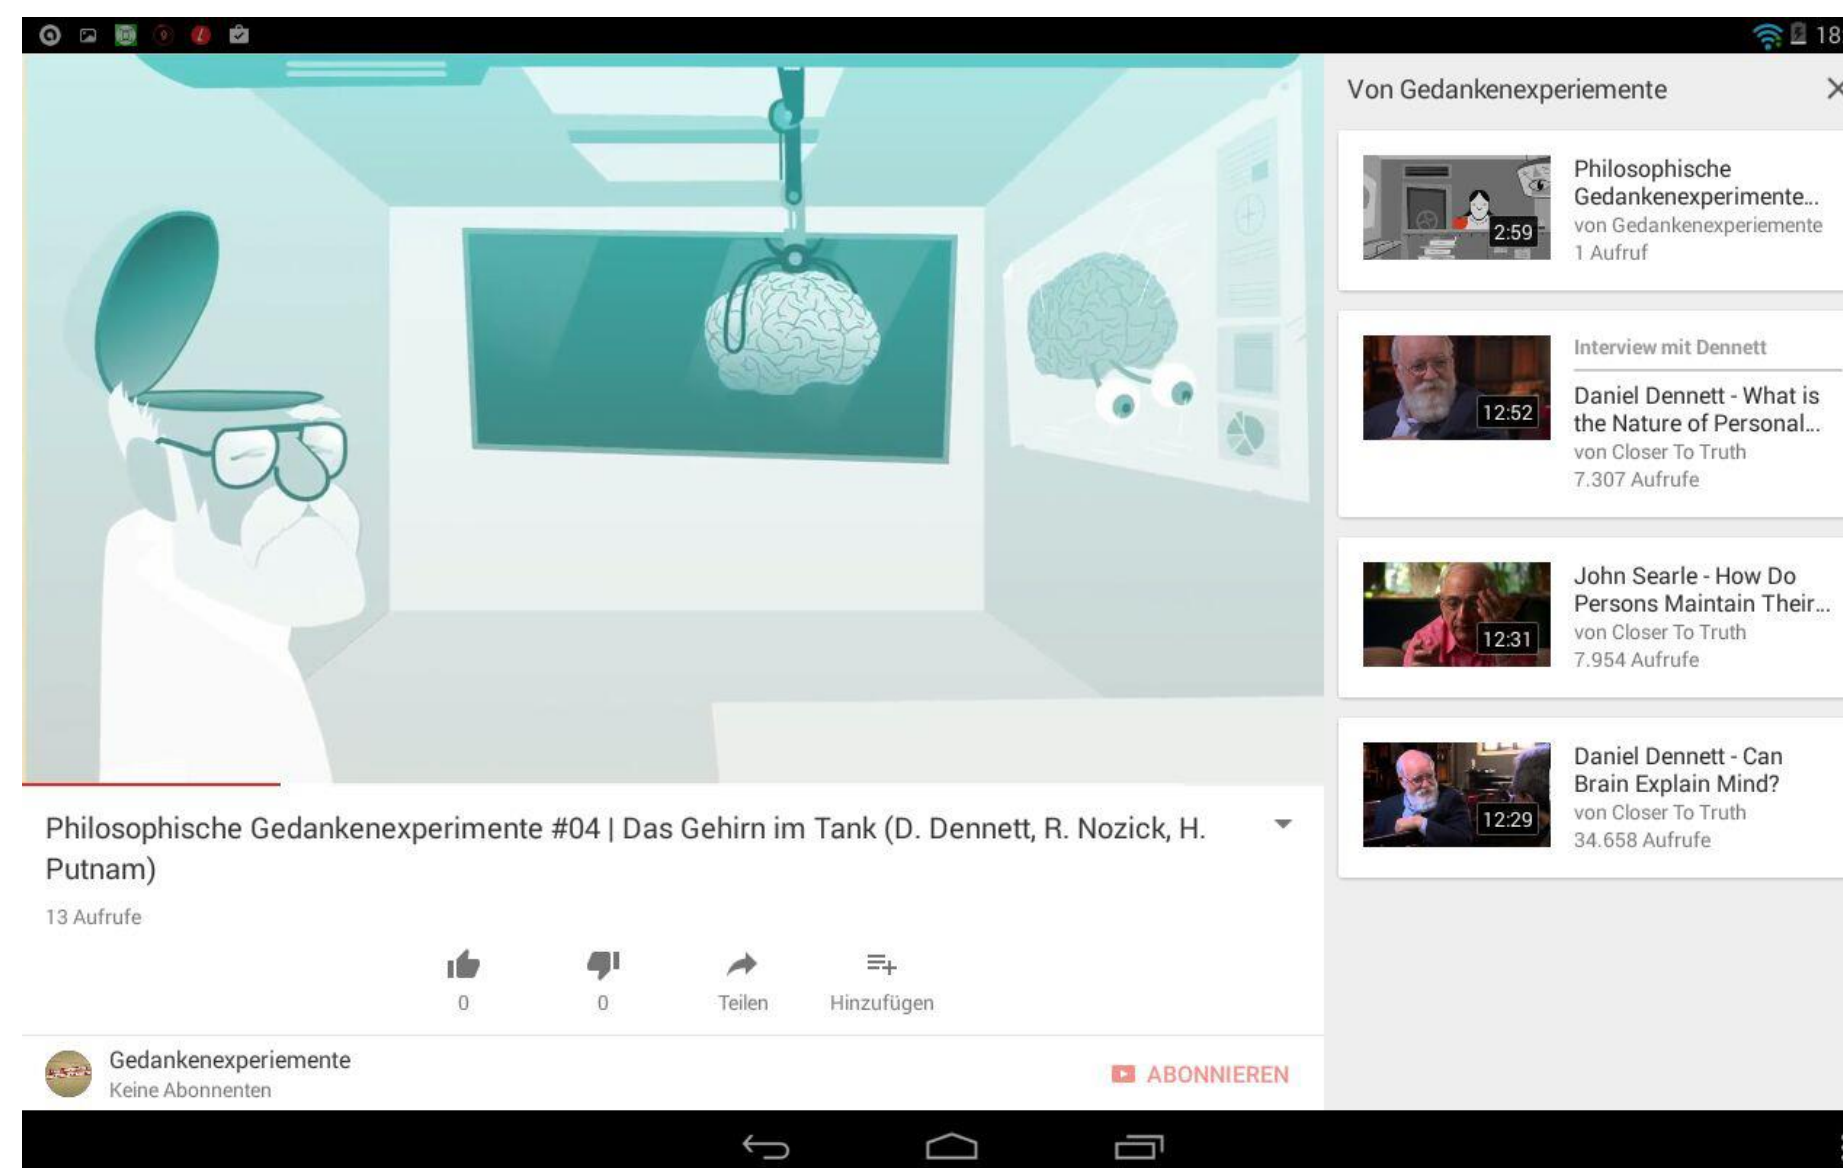 18
Von Gedankenexperiemente
2:59
Philosophische
Gedankenexperimente...
von Gedankenexperiemente
1 Aufruf
12:52
Interview mit Dennett
Daniel Dennett - What is
the Nature of Personal...
von Closer To Truth
7.307 Aufrufe
12:31
John Searle - How Do
Persons Maintain Their...
von Closer To Truth
7.954 Aufrufe
12:29
Daniel Dennett - Can
Brain Explain Mind?
von Closer To Truth
34.658 Aufrufe
Philosophische Gedankenexperimente #04 | Das Gehirn im Tank (D. Dennett, R. Nozick, H.
Putnam)
13 Aufrufe
0
0
Teilen
Hinzufügen
Gedankenexperiemente
Keine Abonnenten
ABONNIEREN